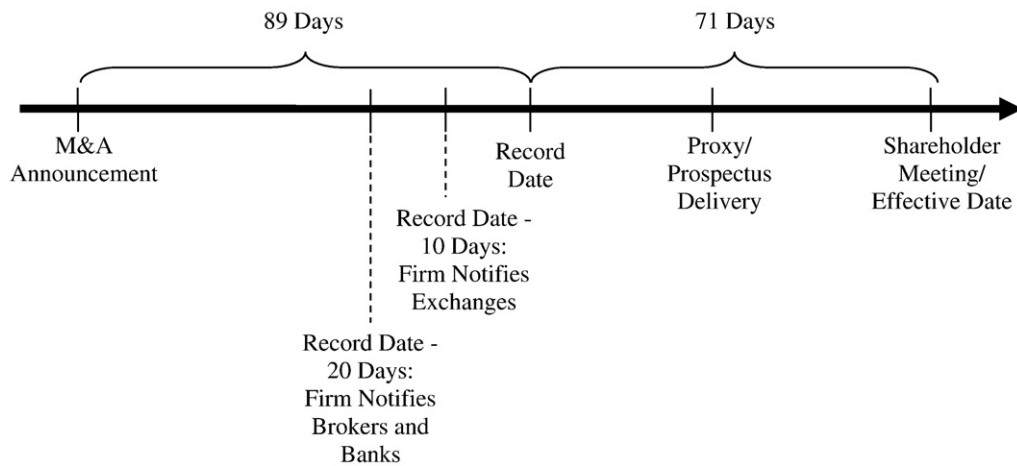 89 Days
71 Days
M&A
Announcement
Record
Date
Proxy/
Prospectus
Delivery
Shareholder
Meeting/
Effective Date
Record Date -
10 Days:
Firm Notifies
Exchanges
Record Date -
20 Days:
Firm Notifies
Brokers and
Banks